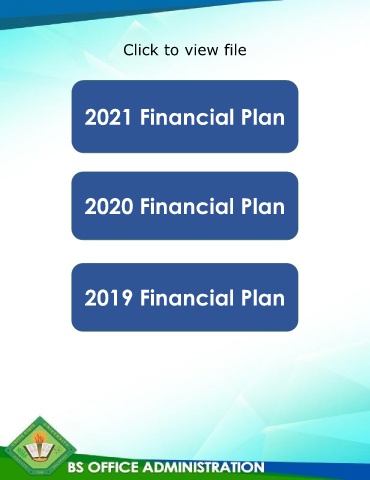 Click to view file
2021 Financial Plan
2020 Financial Plan
2019 Financial Plan
BS OFFICE ADMINISTRATION